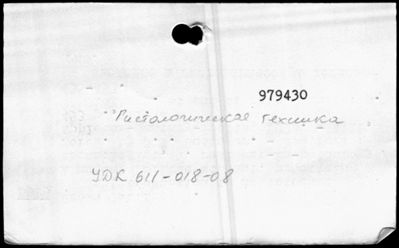 979430
Гистологическая техника
УДК 611-018-08